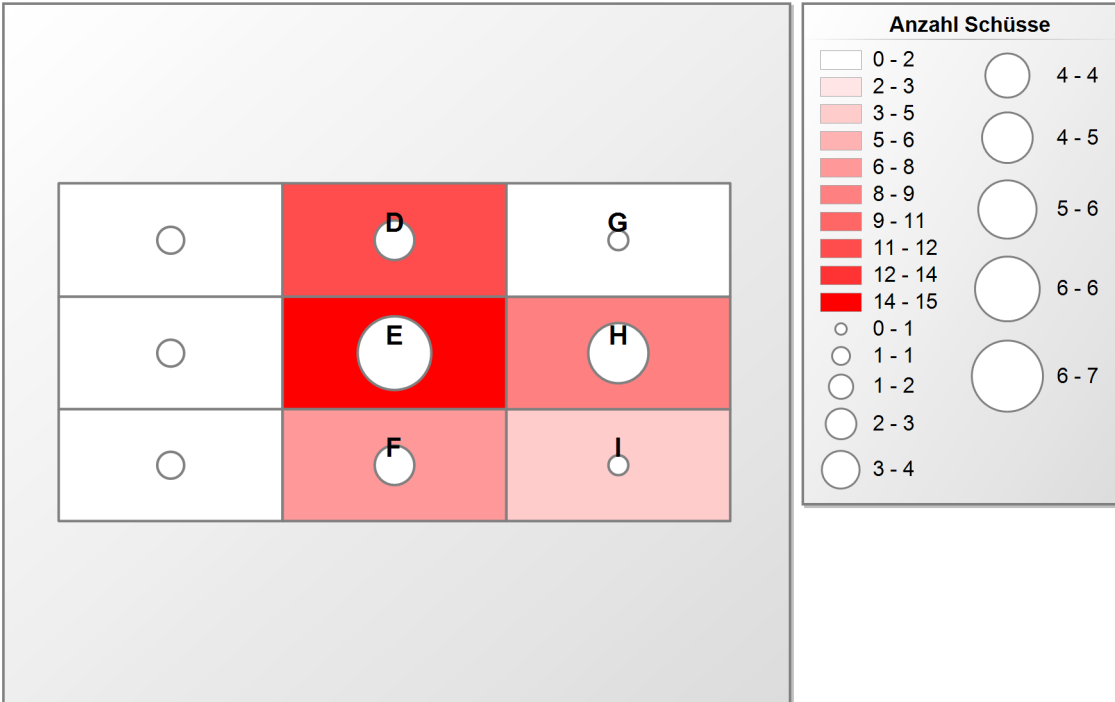 D
G
E
H
F
I
Anzahl Schüsse
0 - 2
2 - 3
3 - 5
5 - 6
6 - 8
8 - 9
9 - 11
11 - 12
12 - 14
14 - 15
0 - 1
1 - 1
1 - 2
2 - 3
3 - 4
4 - 4
4 - 5
5 - 6
6 - 6
6 - 7